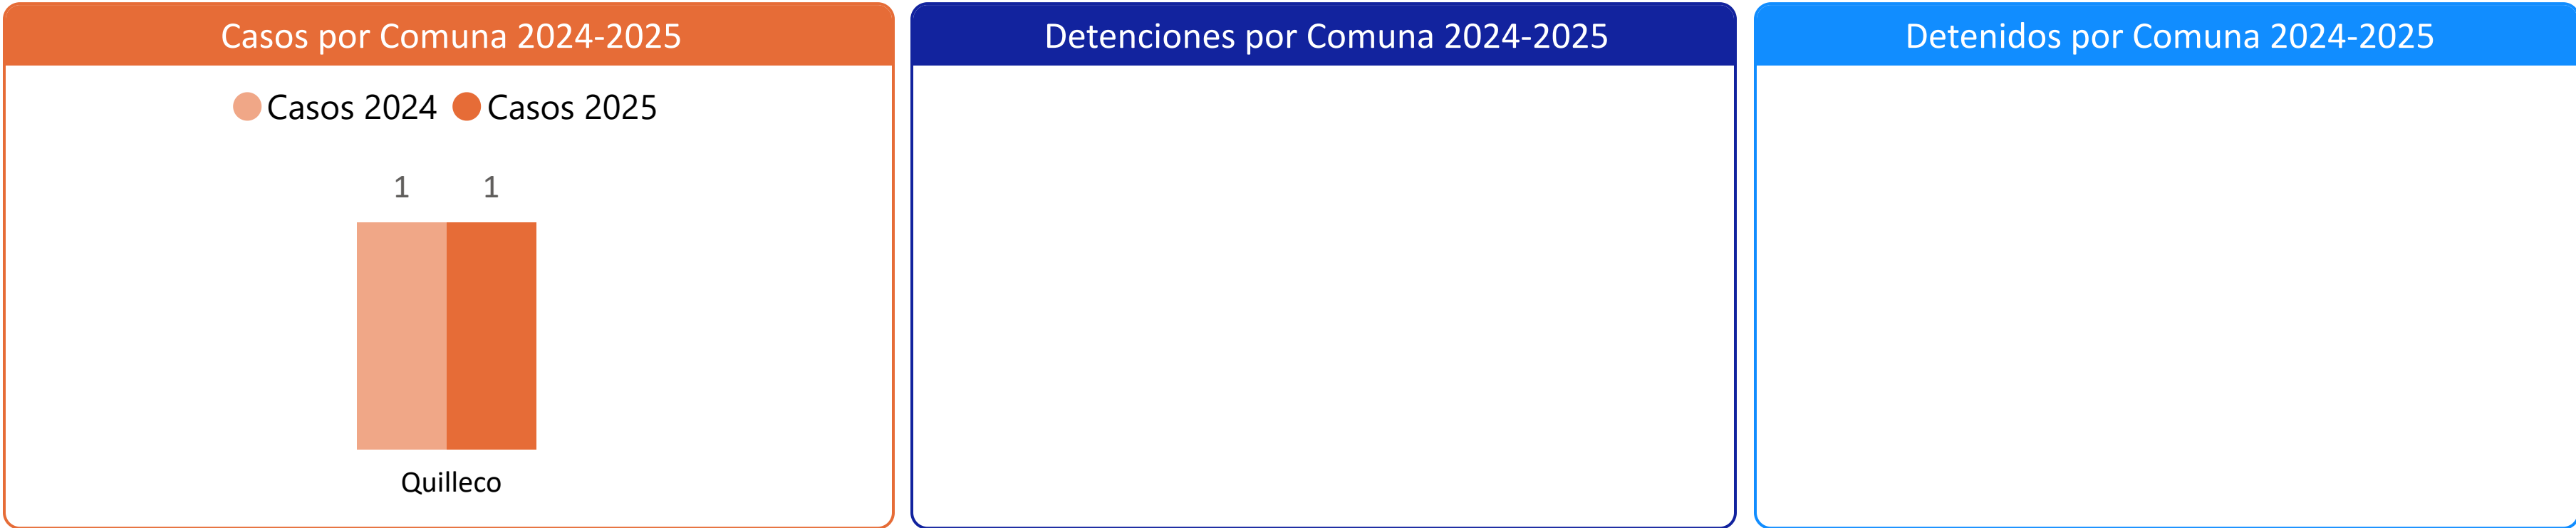 Casos por Comuna 2024-2025
Casos 2024 Casos 2025
1 1
Quilleco
Detenciones por Comuna 2024-2025
Detenidos por Comuna 2024-2025